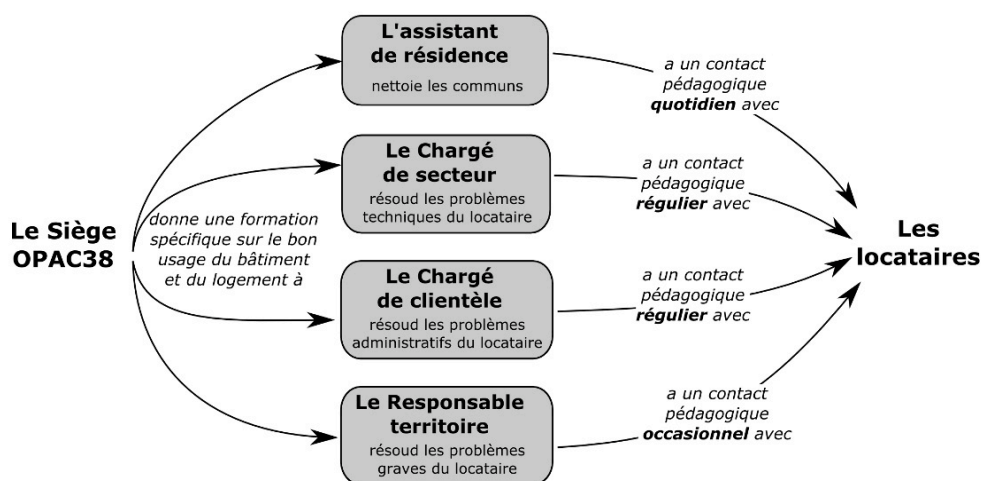 L'assistant
de résidence
nettoie les communs
a un contact
pédagogique
quotidien avec
Le Chargé
de secteur
résoud les problèmes
techniques du locataire
a un contact
pédagogique
régulier avec
Le Siège
OPAC38
donne une formation
spécifique sur le bon
usage du bâtiment
et du logement à
Les
locataires
Le Chargé
de clientèle
résoud les problèmes
administratifs du locataire
a un contact
pédagogique
régulier avec
Le Responsable
territoire
résoud les problèmes
graves du locataire
a un contact
pédagogique
occasionnel avec